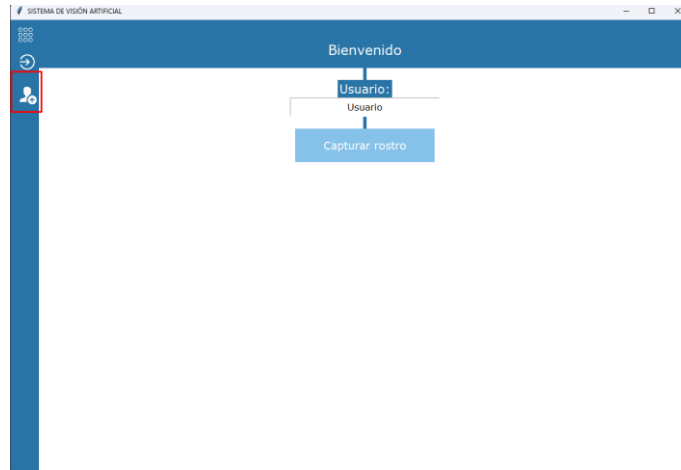 SISTEMA DE VISIÓN ARTIFICIAL
Bienvenido
Usuario:
Usuario
Capturar rostro